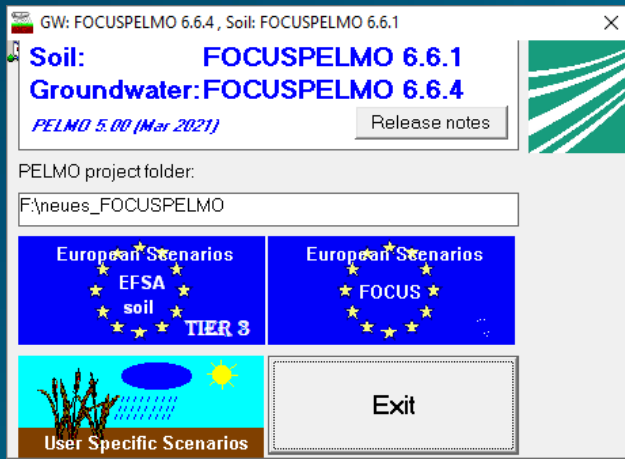 GW: FOCUSPELMO 6.6.4 , Soil: FOCUSPELMO 6.6.1
Soil: FOCUSPELMO 6.6.1
Groundwater: FOCUSPELMO 6.6.4
PELMO 5.00 (Mar 2021)
Release notes
PELMO project folder:
F:\neues_FOCUSPELMO
European Scenarios
EFSA
soil
TIER 3
European Scenarios
FOCUS
User Specific Scenarios
Exit